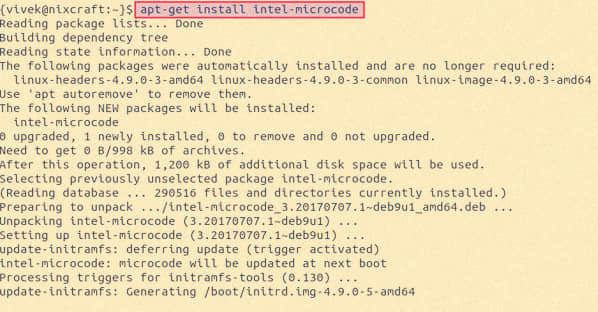 {vivek@nixcraft:~}$ apt-get install intel-microcode
Reading package lists... Done
Building dependency tree
Reading state information... Done
The following packages were automatically installed and are no longer required:
  linux-headers-4.9.0-3-amd64 linux-headers-4.9.0-3-common linux-image-4.9.0-3-amd64
Use 'apt autoremove' to remove them.
The following NEW packages will be installed:
  intel-microcode
0 upgraded, 1 newly installed, 0 to remove and 0 not upgraded.
Need to get 0 B/998 kB of archives.
After this operation, 1,200 kB of additional disk space will be used.
Selecting previously unselected package intel-microcode.
(Reading database ... 290516 files and directories currently installed.)
Preparing to unpack .../intel-microcode_3.20170707.1~deb9u1_amd64.deb ...
Unpacking intel-microcode (3.20170707.1~deb9u1) ...
Setting up intel-microcode (3.20170707.1~deb9u1) ...
update-initramfs: deferring update (trigger activated)
intel-microcode: microcode will be updated at next boot
Processing triggers for initramfs-tools (0.130) ...
update-initramfs: Generating /boot/initrd.img-4.9.0-5-amd64